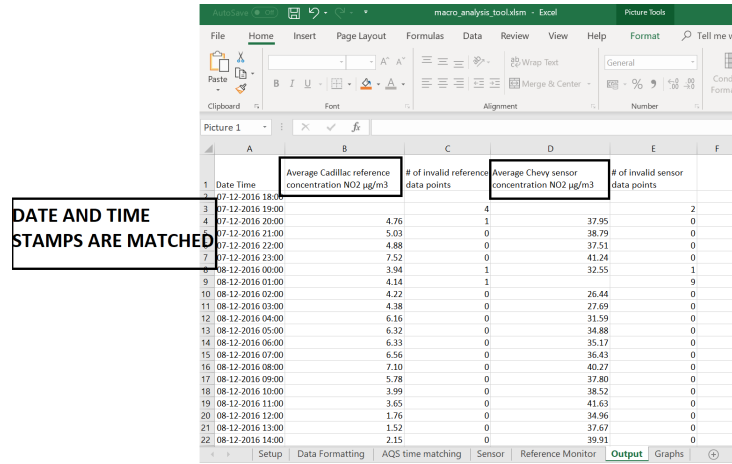 AutoSave Off macro_analysis_tool.xlsm - Excel Picture Tools
File Home Insert Page Layout Formulas Data Review View Help Format Tell me w
Paste B I U A A A ab Wrap Text Merge & Center General % Cond
Forma
Clipboard Font Alignment Number
Picture 1 fx
A B C D E F
1 Date Time Average Cadillac reference concentration NO2 µg/m3 # of invalid reference data points Average Chevy sensor concentration NO2 µg/m3 # of invalid sensor data points
2 07-12-2016 18:00
3 07-12-2016 19:00 4 2
4 07-12-2016 20:00 4.76 1 37.95 0
5 07-12-2016 21:00 5.03 0 38.79 0
6 07-12-2016 22:00 4.88 0 37.51 0
7 07-12-2016 23:00 7.52 0 41.24 0
8 08-12-2016 00:00 3.94 1 32.55 1
9 08-12-2016 01:00 4.14 1 9
10 08-12-2016 02:00 4.22 0 26.44 0
11 08-12-2016 03:00 4.38 0 27.69 0
12 08-12-2016 04:00 6.16 0 31.59 0
13 08-12-2016 05:00 6.32 0 34.88 0
14 08-12-2016 06:00 6.33 0 35.17 0
15 08-12-2016 07:00 6.56 0 36.43 0
16 08-12-2016 08:00 7.10 0 40.27 0
17 08-12-2016 09:00 5.78 0 37.80 0
18 08-12-2016 10:00 3.99 0 38.52 0
19 08-12-2016 11:00 3.65 0 41.63 0
20 08-12-2016 12:00 1.76 0 34.96 0
21 08-12-2016 13:00 1.52 0 37.67 0
22 08-12-2016 14:00 2.15 0 39.91 0
DATE AND TIME
STAMPS ARE MATCHED
Setup Data Formatting AQS time matching Sensor Reference Monitor Output Graphs